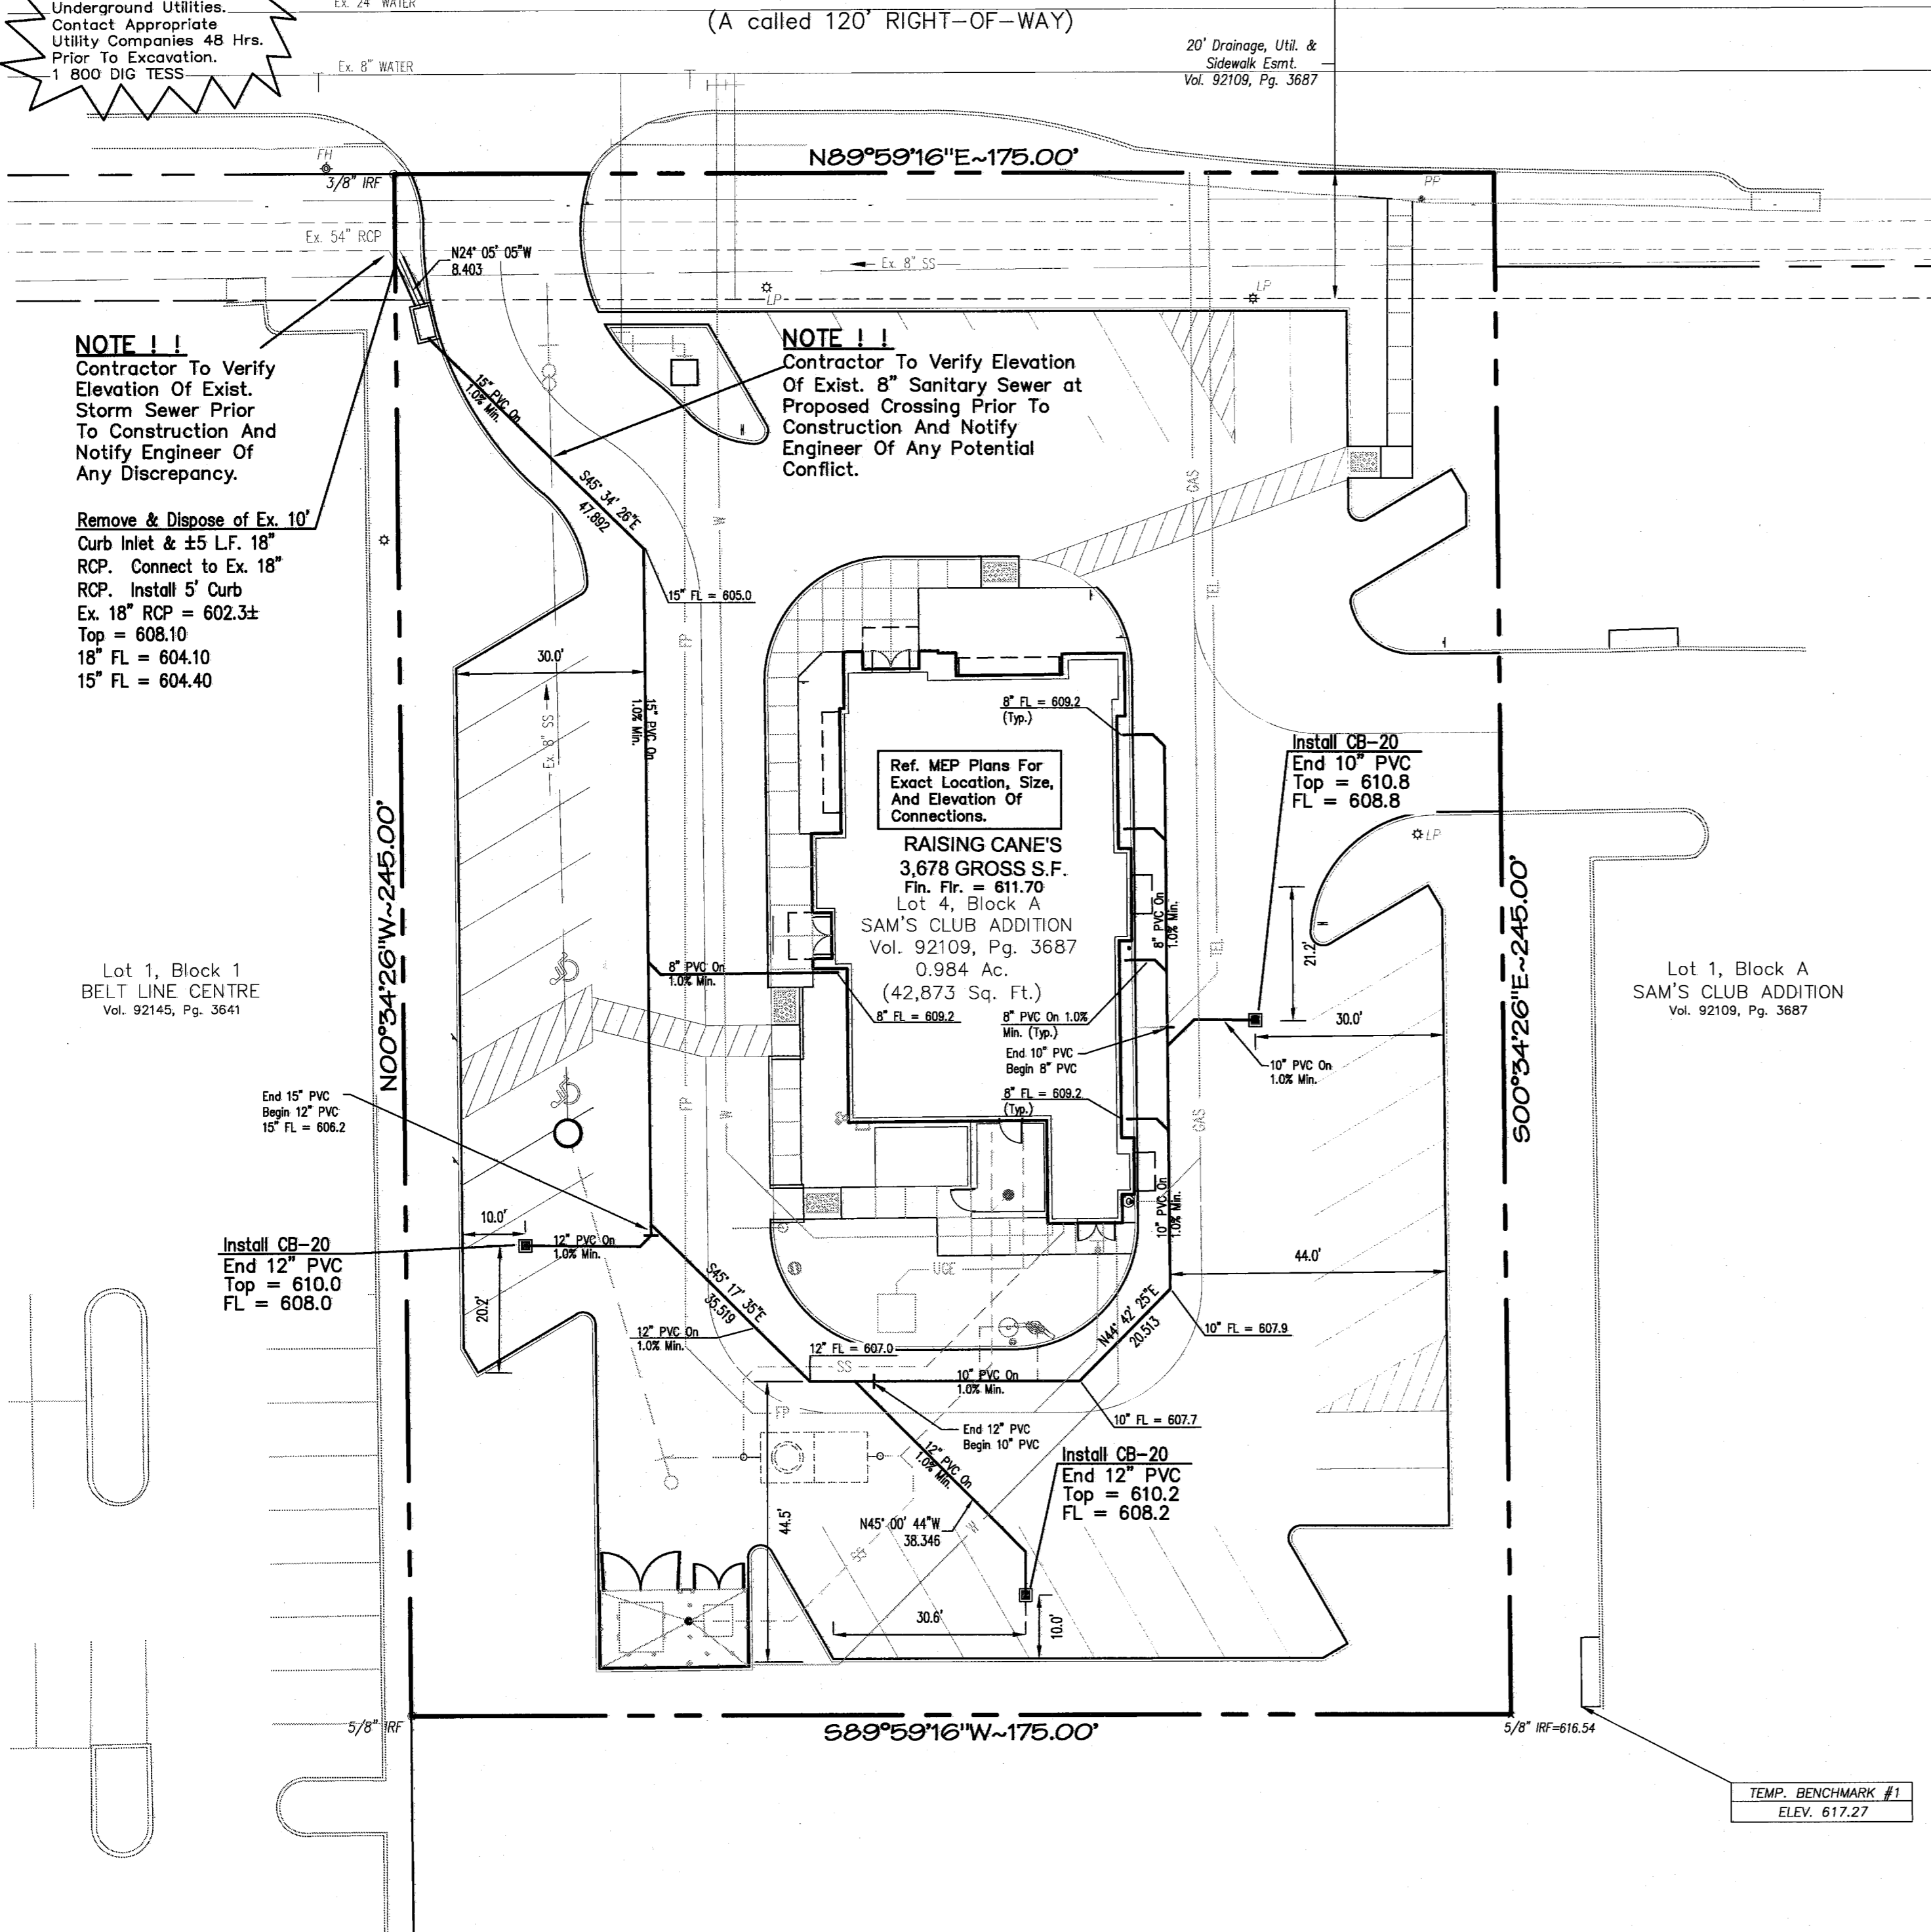 Underground Utilities.
Contact Appropriate
Utility Companies 48 Hrs.
Prior To Excavation.
1 800 DIG TESS
Ex. 24" WATER
(A called 120' RIGHT-OF-WAY)
Ex. 8" WATER
20' Drainage, Util. &
Sidewalk Esmt.
Vol. 92109, Pg. 3687
N89°59'16"E~175.00'
FH
3/8" IRF
PP
Ex. 54" RCP
N24° 05' 05"W
8.403
Ex. 8" SS
LP
LP
NOTE ! !
Contractor To Verify
Elevation Of Exist.
Storm Sewer Prior
To Construction And
Notify Engineer Of
Any Discrepancy.
NOTE ! !
Contractor To Verify Elevation
Of Exist. 8" Sanitary Sewer at
Proposed Crossing Prior To
Construction And Notify
Engineer Of Any Potential
Conflict.
15" PVC On
1.0% Min.
S45° 34' 26"E
47.892
W
GAS
Remove & Dispose of Ex. 10'
Curb Inlet & ±5 L.F. 18"
RCP. Connect to Ex. 18"
RCP. Install 5' Curb
Ex. 18" RCP = 602.3±
Top = 608.10
18" FL = 604.10
15" FL = 604.40
15" FL = 605.0
TEL
FP
30.0'
15" PVC On
1.0% Min.
Ex. 8" SS
8" FL = 609.2
(Typ.)
Ref. MEP Plans For
Exact Location, Size,
And Elevation Of
Connections.
RAISING CANE'S
3,678 GROSS S.F.
Fin. Flr. = 611.70
Lot 4, Block A
SAM'S CLUB ADDITION
Vol. 92109, Pg. 3687
0.984 Ac.
(42,873 Sq. Ft.)
Install CB-20
End 10" PVC
Top = 610.8
FL = 608.8
LP
N00°34'26"W~245.00'
S00°34'26"E~245.00'
8" PVC On
1.0% Min.
TEL
21.2'
Lot 1, Block 1
BELT LINE CENTRE
Vol. 92145, Pg. 3641
Lot 1, Block A
SAM'S CLUB ADDITION
Vol. 92109, Pg. 3687
8" PVC On
1.0% Min.
8" FL = 609.2
8" PVC On 1.0%
Min. (Typ.)
30.0'
End 10" PVC
Begin 8" PVC
10" PVC On
1.0% Min.
8" FL = 609.2
(Typ.)
End 15" PVC
Begin 12" PVC
15" FL = 606.2
FP
W
GAS
10" PVC On
1.0% Min.
10.0'
12" PVC On
1.0% Min.
Install CB-20
End 12" PVC
Top = 610.0
FL = 608.0
20.2'
S45° 17' 35"E
35.519
UGE
44.0'
N44° 42' 25"E
20.513
12" PVC On
1.0% Min.
10" FL = 607.9
12" FL = 607.0
SS
10" PVC On
1.0% Min.
FP
10" FL = 607.7
End 12" PVC
Begin 10" PVC
12" PVC On
1.0% Min.
Install CB-20
End 12" PVC
Top = 610.2
FL = 608.2
44.5'
N45° 00' 44"W
38.346
W
SS
30.6'
10.0'
5/8" IRF
S89°59'16"W~175.00'
5/8" IRF=616.54
TEMP. BENCHMARK #1
ELEV. 617.27